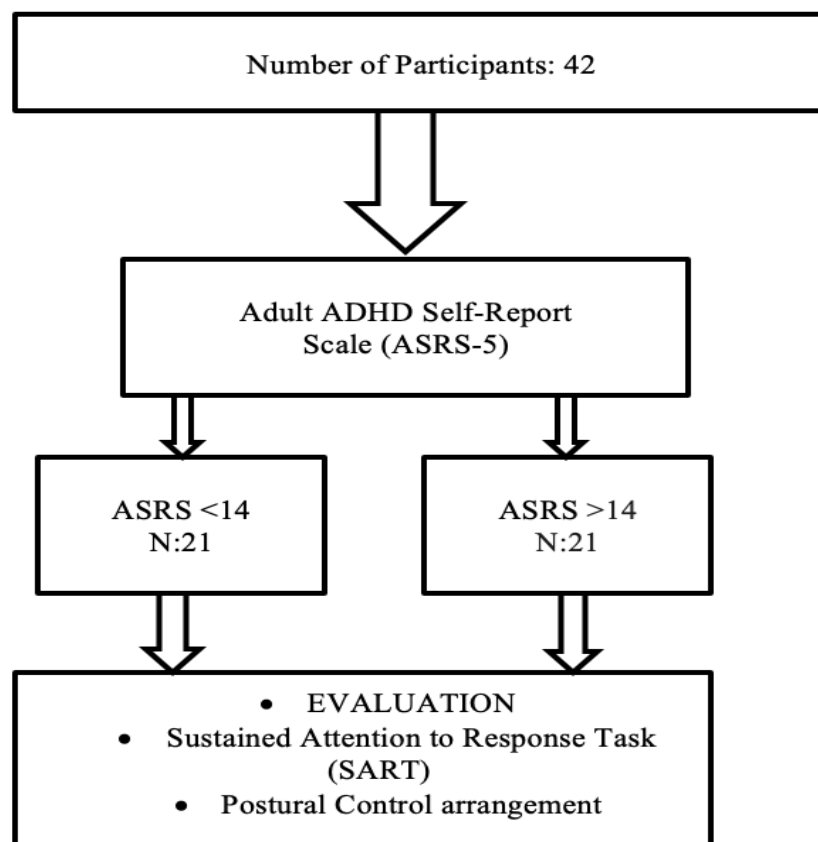 Number of Participants: 42
Adult ADHD Self-Report
Scale (ASRS-5)
ASRS <14
N:21
ASRS >14
N:21
• EVALUATION
• Sustained Attention to Response Task
(SART)
• Postural Control arrangement